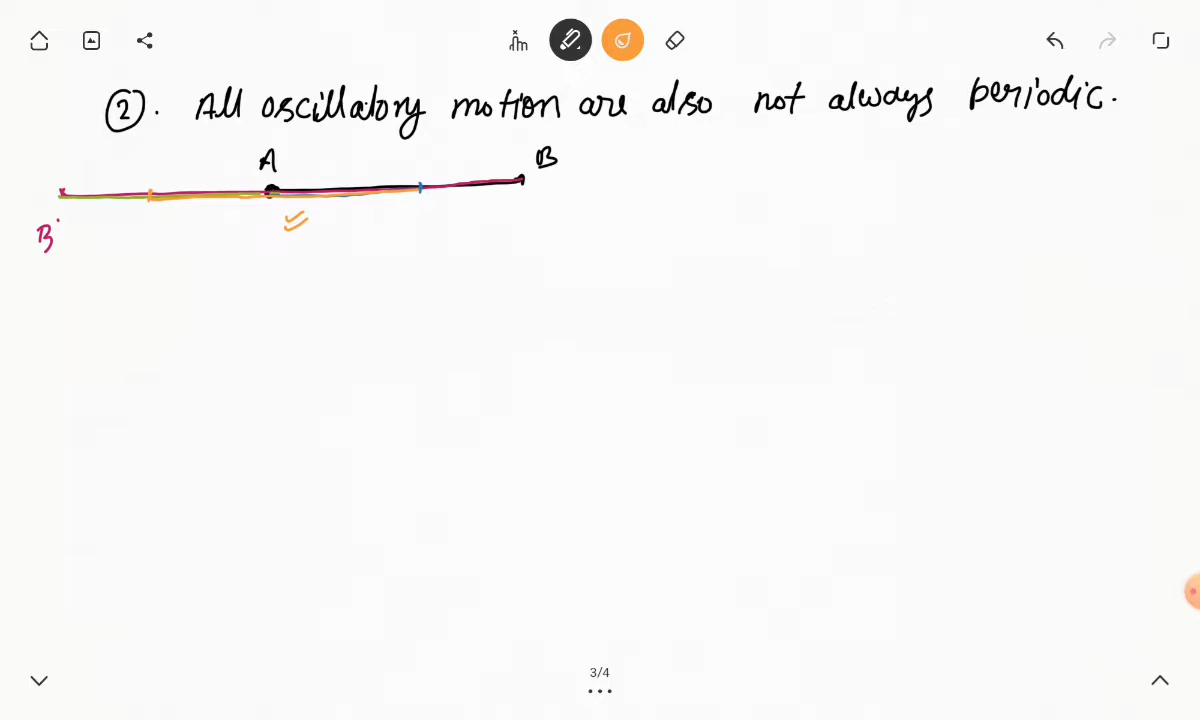 ②. All oscillatory motion are also not always periodic.
A B
B'
3/4